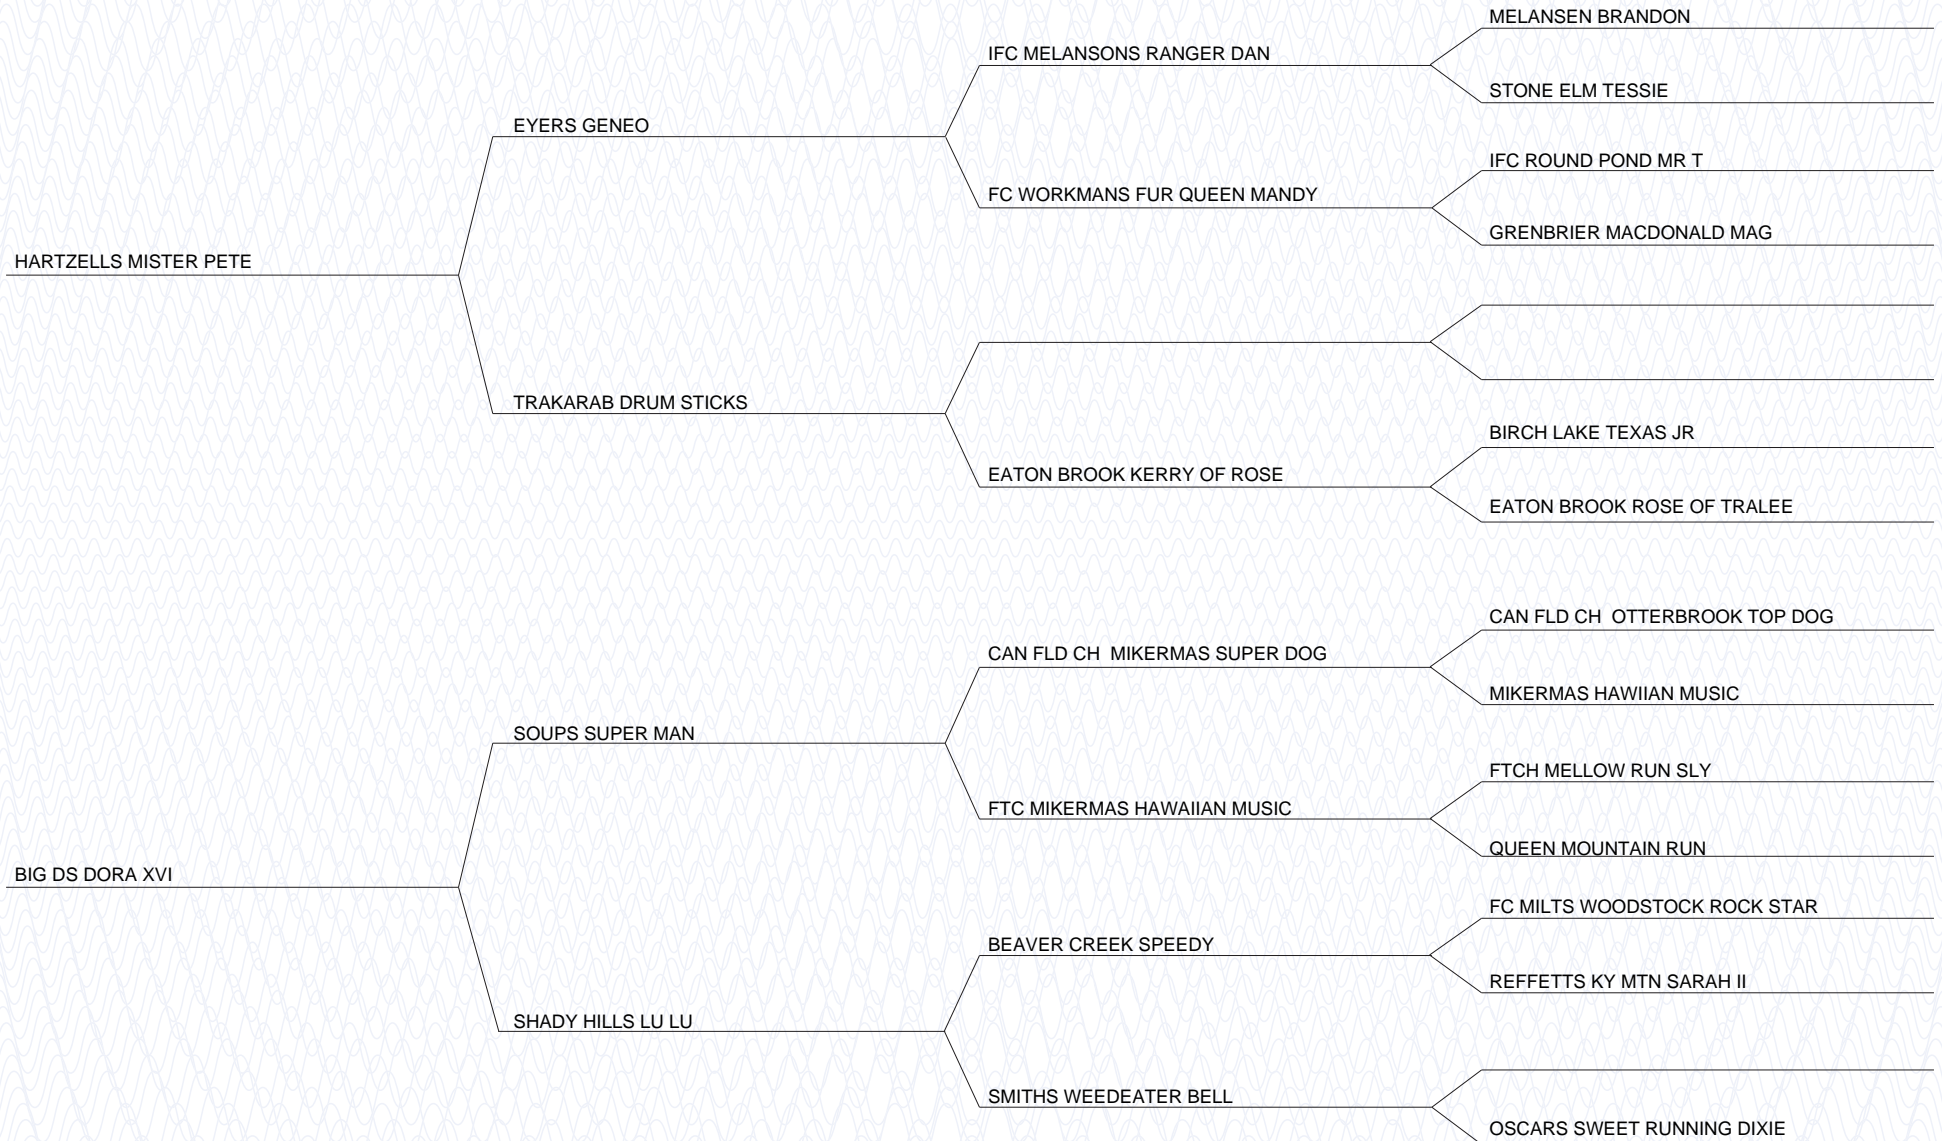 MELANSEN BRANDON
IFC MELANSONS RANGER DAN
STONE ELM TESSIE
EYERS GENEO
IFC ROUND POND MR T
FC WORKMANS FUR QUEEN MANDY
GRENBRIER MACDONALD MAG
HARTZELLS MISTER PETE
TRAKARAB DRUM STICKS
BIRCH LAKE TEXAS JR
EATON BROOK KERRY OF ROSE
EATON BROOK ROSE OF TRALEE
CAN FLD CH  OTTERBROOK TOP DOG
CAN FLD CH  MIKERMAS SUPER DOG
MIKERMAS HAWIIAN MUSIC
SOUPS SUPER MAN
FTCH MELLOW RUN SLY
FTC MIKERMAS HAWAIIAN MUSIC
QUEEN MOUNTAIN RUN
BIG DS DORA XVI
FC MILTS WOODSTOCK ROCK STAR
BEAVER CREEK SPEEDY
REFFETTS KY MTN SARAH II
SHADY HILLS LU LU
SMITHS WEEDEATER BELL
OSCARS SWEET RUNNING DIXIE